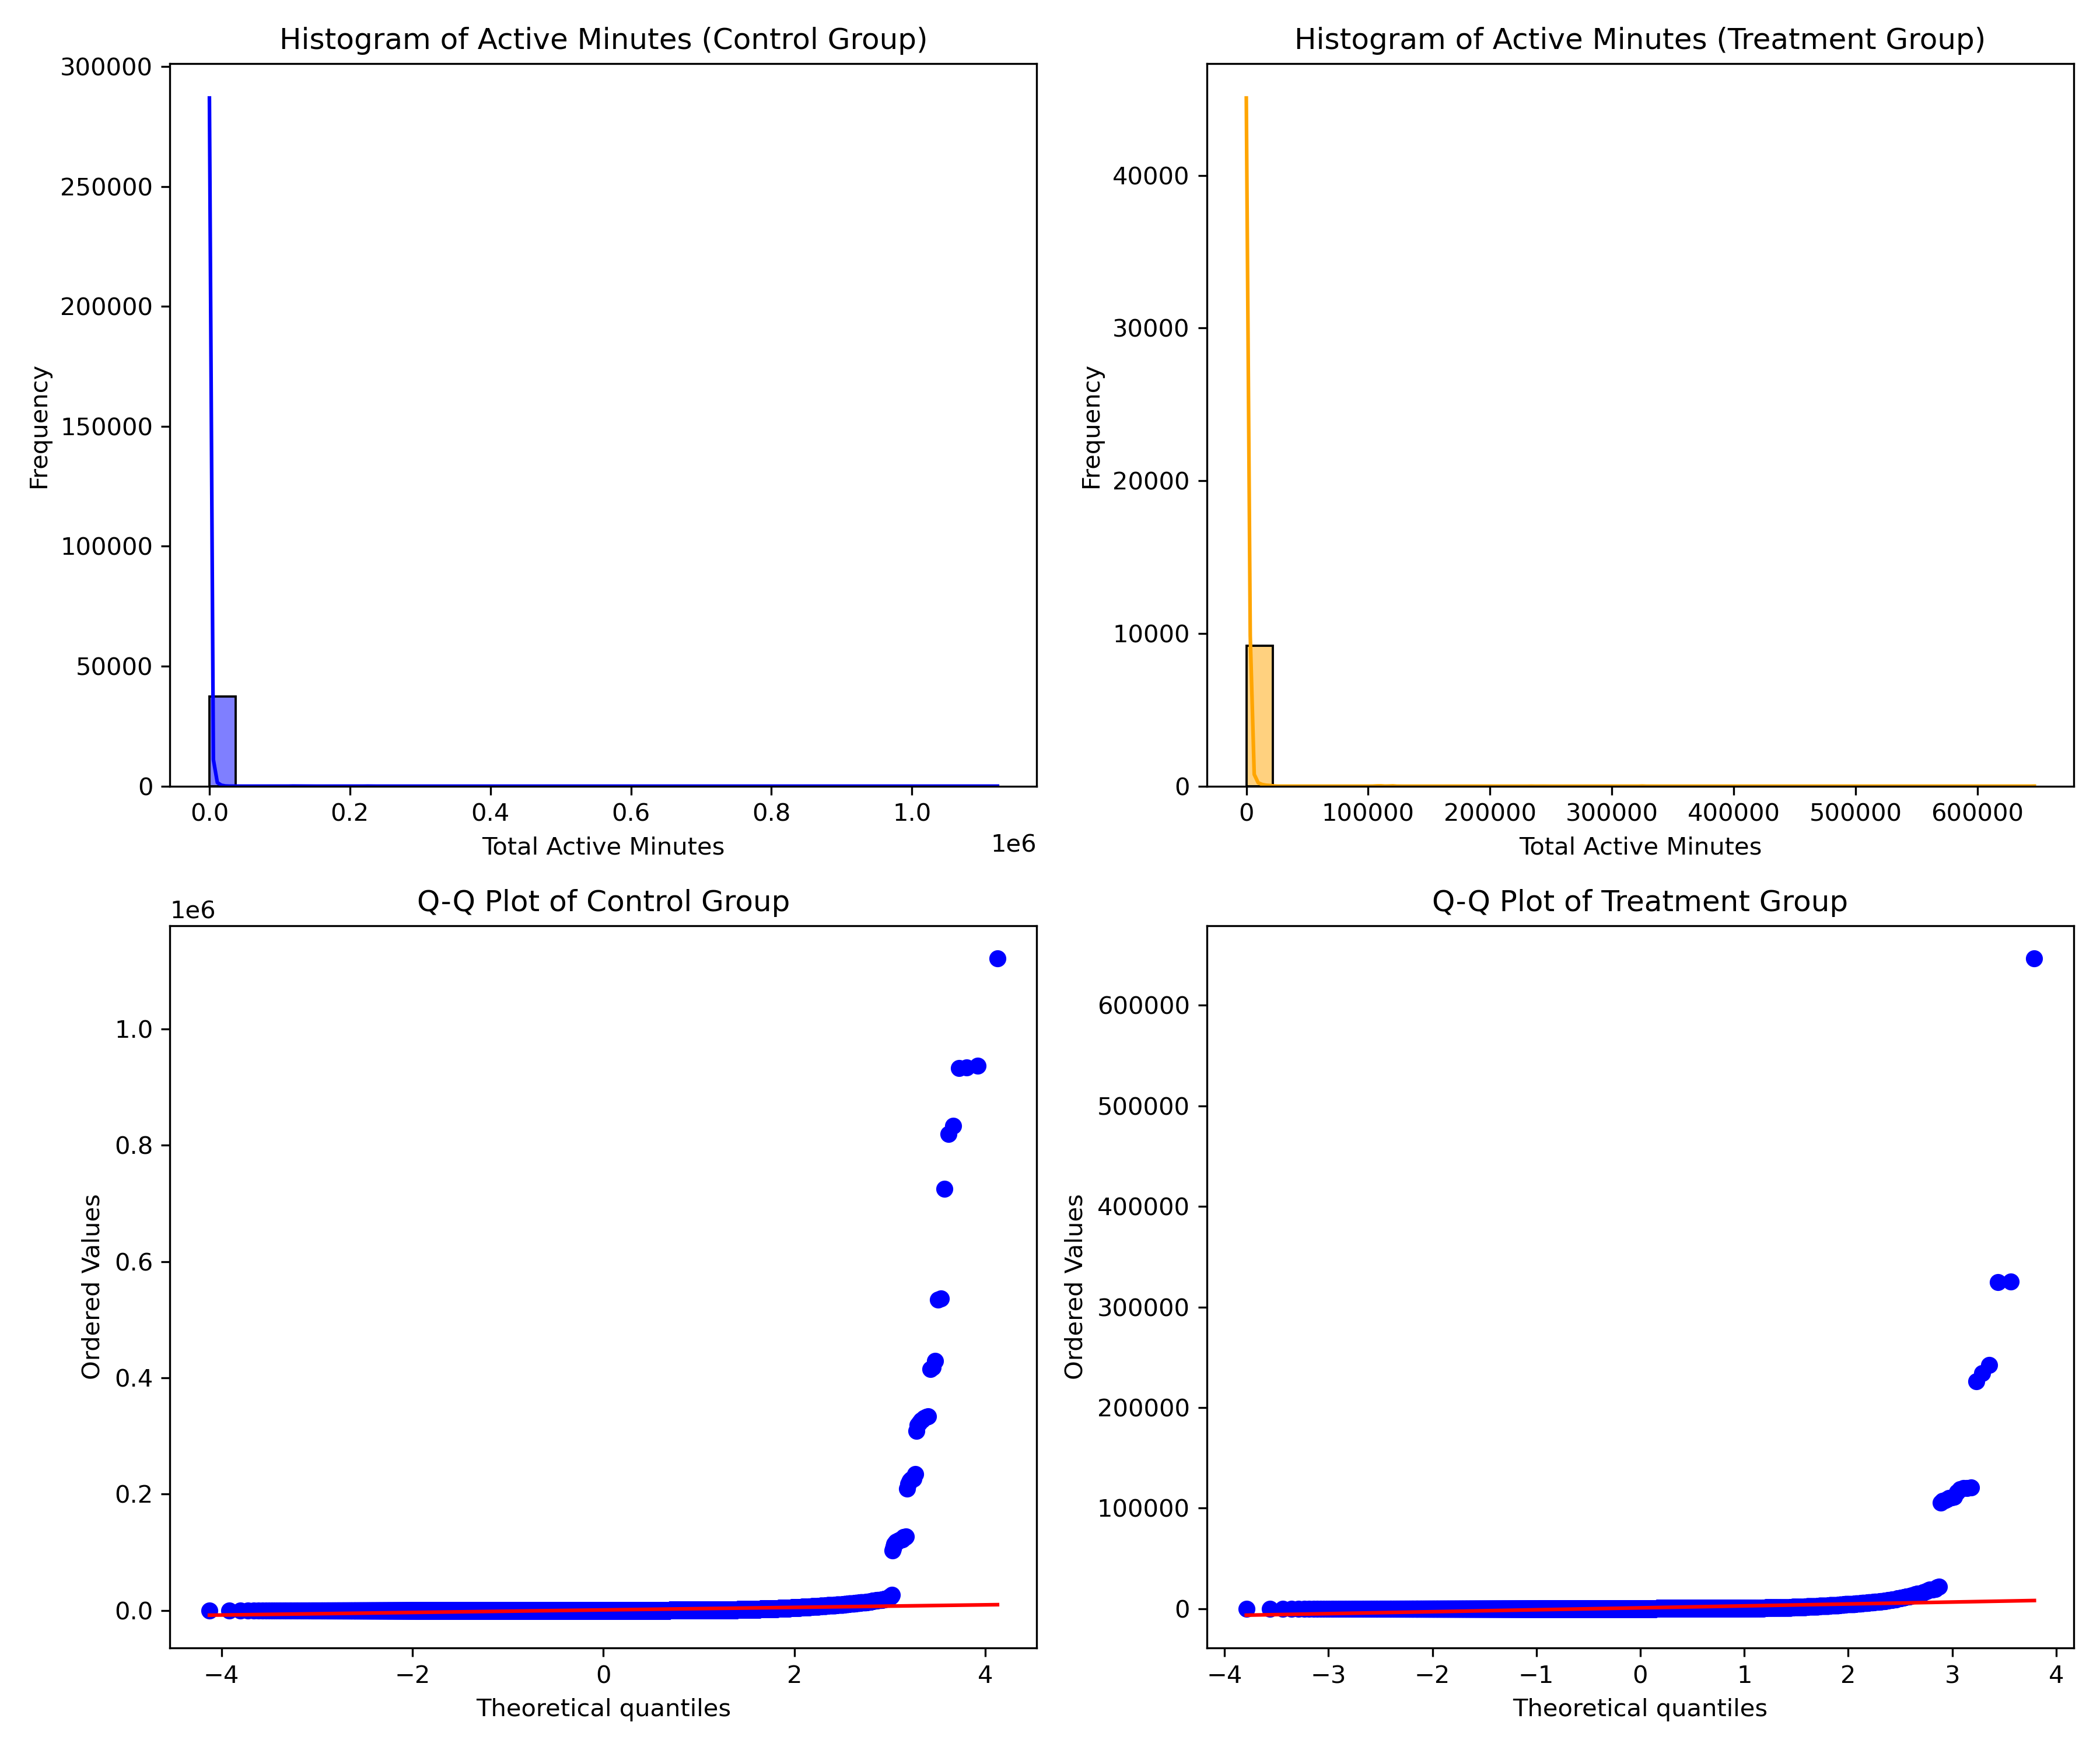 Histogram of Active Minutes (Control Group)
Frequency
300000
250000
200000
150000
100000
50000
0
0.0 0.2 0.4 0.6 0.8 1.0
1e6
Total Active Minutes
Histogram of Active Minutes (Treatment Group)
Frequency
40000
30000
20000
10000
0
0 100000 200000 300000 400000 500000 600000
Total Active Minutes
Q-Q Plot of Control Group
1e6
Ordered Values
1.0
0.8
0.6
0.4
0.2
0.0
−4 −2 0 2 4
Theoretical quantiles
Q-Q Plot of Treatment Group
Ordered Values
600000
500000
400000
300000
200000
100000
0
−4 −3 −2 −1 0 1 2 3 4
Theoretical quantiles